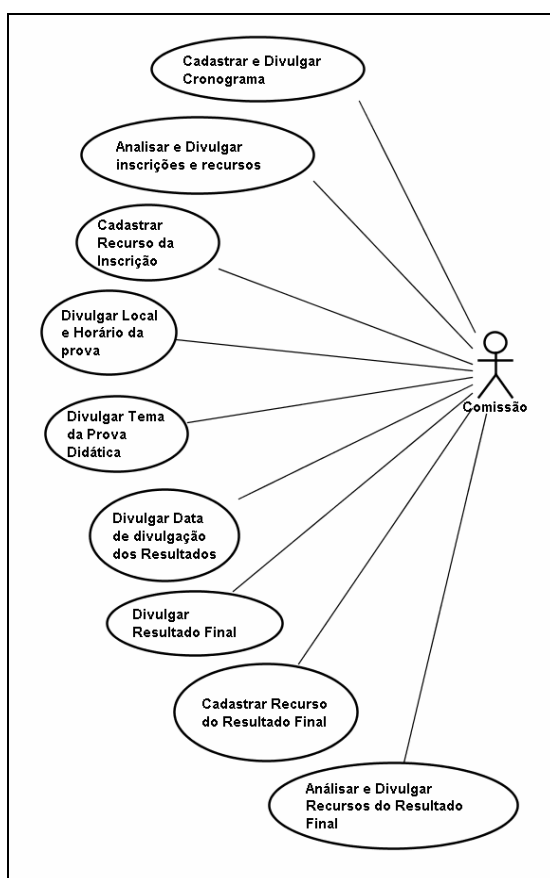 Cadastrar e Divulgar
Cronograma
Analisar e Divulgar
inscrições e recursos
Cadastrar
Recurso da
Inscrição
Divulgar Local
e Horário da
prova
Comissão
Divulgar Tema
da Prova
Didática
Divulgar Data
de divulgação
dos Resultados
Divulgar
Resultado Final
Cadastrar Recurso
do Resultado Final
Análisar e Divulgar
Recursos do Resultado
Final